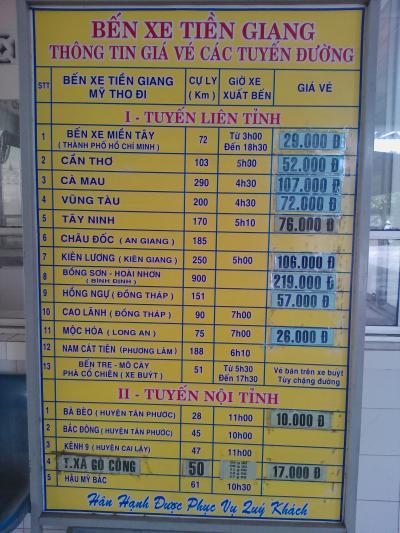 BẾN XE TIỀN GIANG
THÔNG TIN GIÁ VÉ CÁC TUYẾN ĐƯỜNG
STT BẾN XE TIỀN GIANG MỸ THO ĐI CỰ LY (Km) GIỜ XE XUẤT BẾN GIÁ VÉ
I - TUYẾN LIÊN TỈNH
1 BẾN XE MIỀN TÂY (THÀNH PHỐ HỒ CHÍ MINH) 72 Từ 3h00 Đến 18h30 29.000 Đ
2 CẦN THƠ 103 5h30 52.000 Đ
3 CÀ MAU 290 4h30 107.000 Đ
4 VŨNG TÀU 200 4h30 72.000 Đ
5 TÂY NINH 170 5h10 76.000 Đ
6 CHÂU ĐỐC (AN GIANG) 185
7 KIÊN LƯƠNG (KIÊN GIANG) 250 5h00 106.000 Đ
8 BỒNG SƠN - HOÀI NHƠN (BÌNH ĐỊNH) 900 219.000 Đ
9 HỒNG NGỰ (ĐỒNG THÁP) 151 57.000 Đ
10 CAO LÃNH (ĐỒNG THÁP) 90 7h00
11 MỘC HÓA (LONG AN) 75 7h00 26.000 Đ
12 NAM CÁT TIÊN (PHƯƠNG LÂM) 188 6h10
13 BẾN TRE - MỎ CÀY PHÀ CỔ CHIÊN (XE BUÝT) 51 Từ 5h30 Đến 17h30 Vé bán trên xe buýt Tùy chặng đường
II - TUYẾN NỘI TỈNH
1 BÀ BÈO (HUYỆN TÂN PHƯỚC) 28 11h00 10.000 Đ
2 BẮC ĐÔNG (HUYỆN TÂN PHƯỚC) 45 10h00
3 KÊNH 9 (HUYỆN CAI LẬY) 47 11h00
4 T.XÃ GÒ CÔNG 50 17.000 Đ
5 HẬU MỸ BẮC 61 10h30
Hân Hạnh Được Phục Vụ Quý Khách